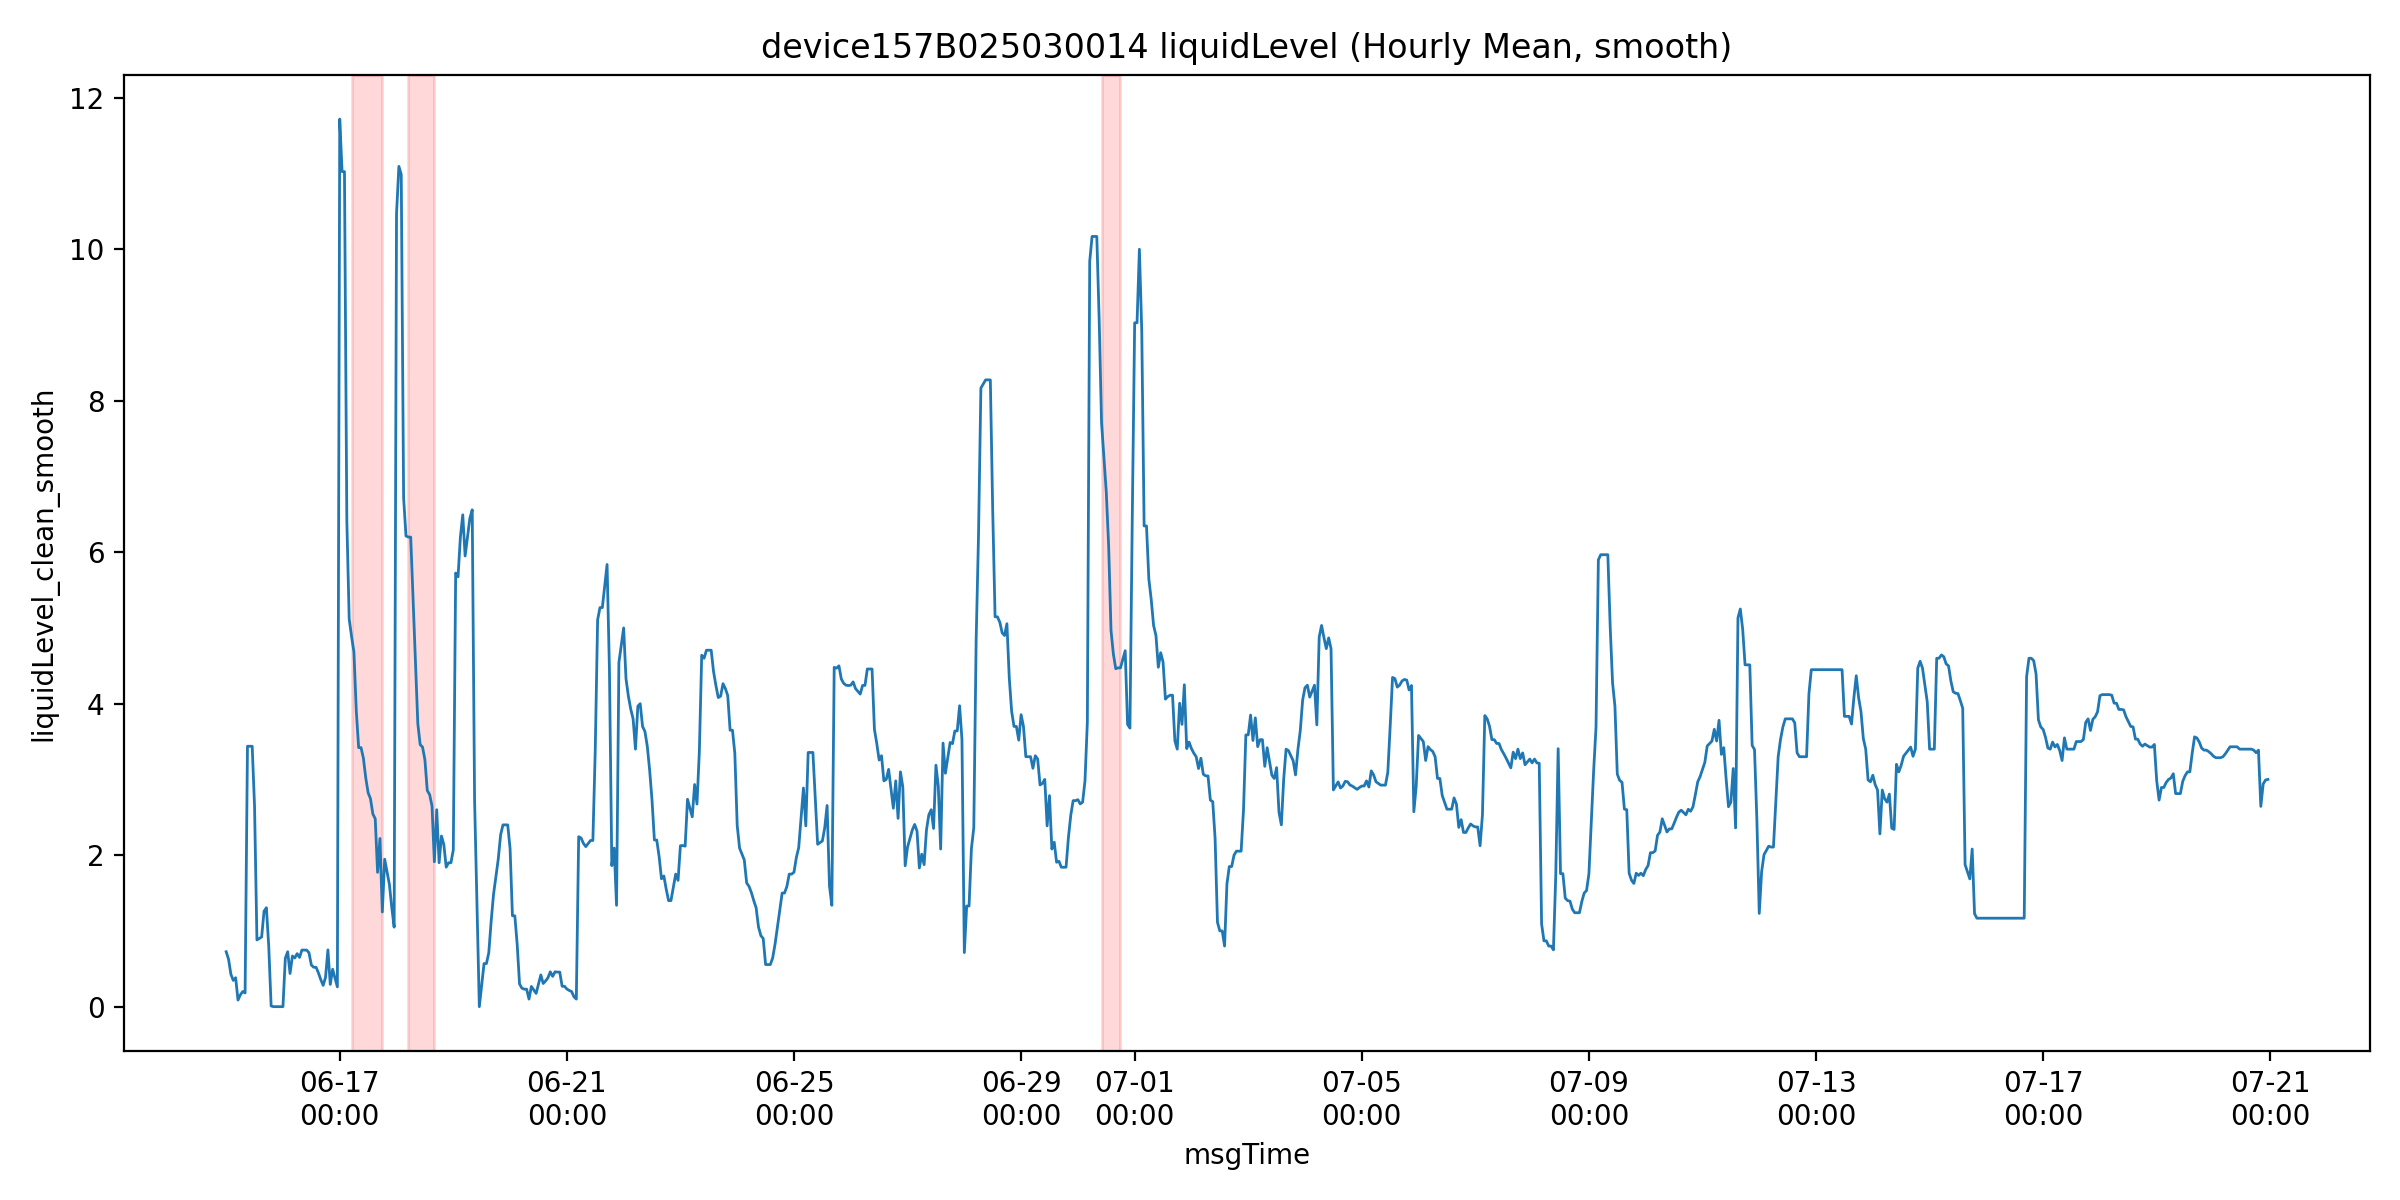 device157B025030014 liquidLevel (Hourly Mean, smooth)
liquidLevel_clean_smooth
12
10
8
6
4
2
0
06-17 06-21 06-25 06-29 07-01 07-05 07-09 07-13 07-17 07-21
00:00 00:00 00:00 00:00 00:00 00:00 00:00 00:00 00:00 00:00
msgTime